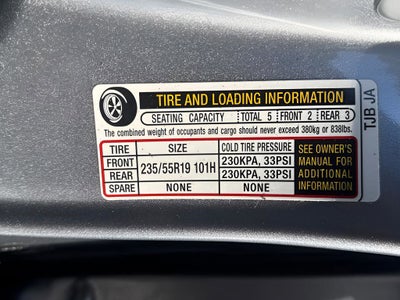 TIRE AND LOADING INFORMATION
SEATING CAPACITY TOTAL 5 FRONT 2 REAR 3
The combined weight of occupants and cargo should never exceed 380kg or 838lbs.
TIRE SIZE COLD TIRE PRESSURE
FRONT 235/55R19 101H 230KPA, 33PSI
REAR 230KPA, 33PSI
SPARE NONE NONE
SEE OWNER'S
MANUAL FOR
ADDITIONAL
INFORMATION
TJB JA